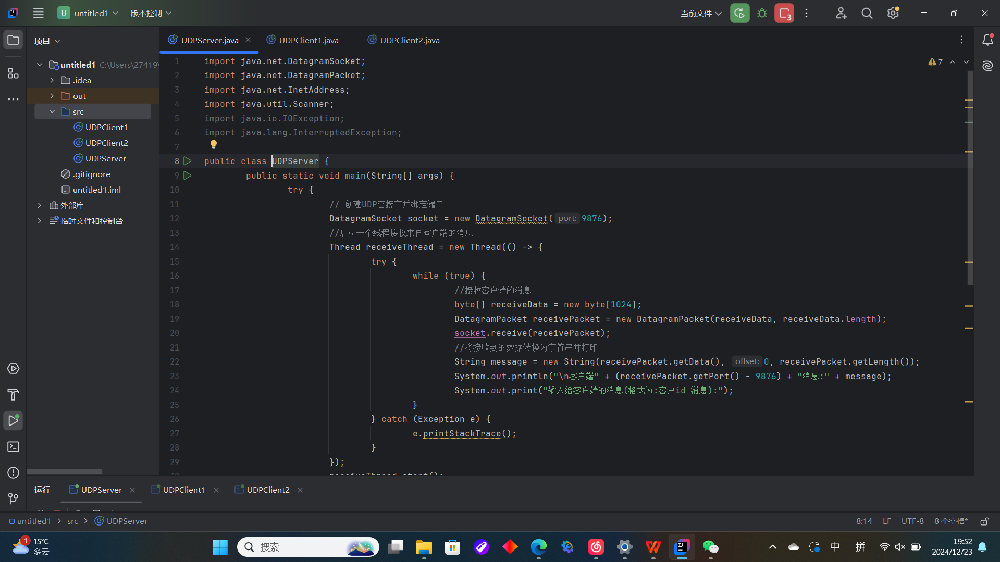 untitled1
版本控制
当前文件
3
项目
UDPServer.java
UDPClient1.java
UDPClient2.java
untitled1 C:\Users\27419\
.idea
out
src
UDPClient1
UDPClient2
UDPServer
.gitignore
untitled1.iml
外部库
临时文件和控制台
7
1 import java.net.DatagramSocket;
2 import java.net.DatagramPacket;
3 import java.net.InetAddress;
4 import java.util.Scanner;
5 import java.io.IOException;
6 import java.lang.InterruptedException;
7
8 public class UDPServer {
9 public static void main(String[] args) {
10 try {
11 // 创建UDP套接字并绑定端口
12 DatagramSocket socket = new DatagramSocket( port: 9876);
13 //启动一个线程接收来自客户端的消息
14 Thread receiveThread = new Thread(() -> {
15 try {
16 while (true) {
17 //接收客户端的消息
18 byte[] receiveData = new byte[1024];
19 DatagramPacket receivePacket = new DatagramPacket(receiveData, receiveData.length);
20 socket.receive(receivePacket);
21 //将接收到的数据转换为字符串并打印
22 String message = new String(receivePacket.getData(), offset: 0, receivePacket.getLength());
23 System.out.println("\n客户端" + (receivePacket.getPort() - 9876) + "消息:" + message);
24 System.out.print("输入给客户端的消息(格式为:客户id 消息):");
25 }
26 } catch (Exception e) {
27 e.printStackTrace();
28 }
29 });
30 receiveThread.start();
运行
UDPServer
UDPClient1
UDPClient2
untitled1 > src > UDPServer
8:14
LF
UTF-8
8 个空格*
1
15°C
多云
搜索
中
拼
19:52
2024/12/23